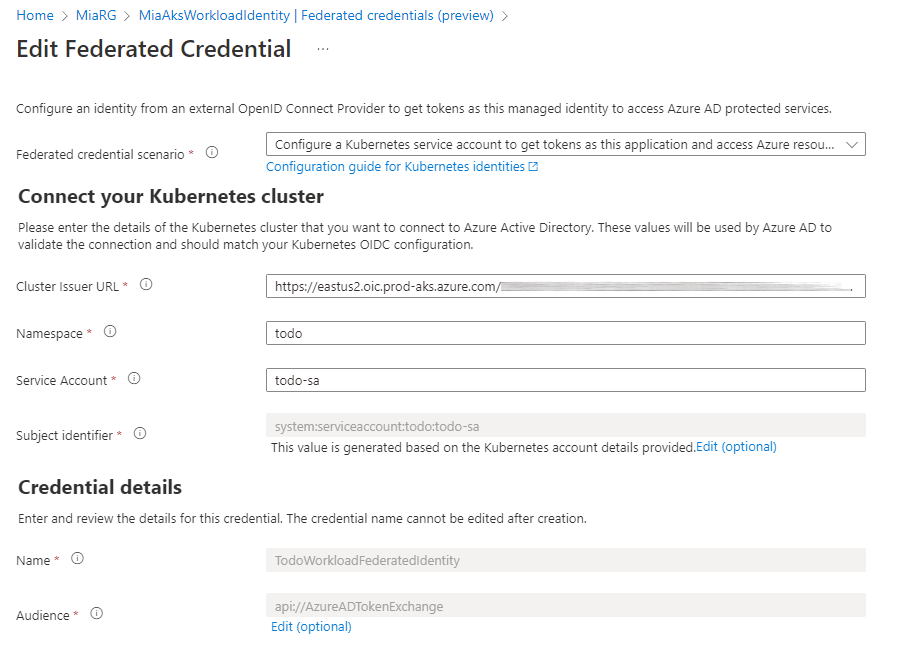 Home > MiaRG > MiaAksWorkloadIdentity | Federated credentials (preview) >
Edit Federated Credential ...
Configure an identity from an external OpenID Connect Provider to get tokens as this managed identity to access Azure AD protected services.
Federated credential scenario * Configure a Kubernetes service account to get tokens as this application and access Azure resou...
Configuration guide for Kubernetes identities
Connect your Kubernetes cluster
Please enter the details of the Kubernetes cluster that you want to connect to Azure Active Directory. These values will be used by Azure AD to
validate the connection and should match your Kubernetes OIDC configuration.
Cluster Issuer URL * https://eastus2.oic.prod-aks.azure.com/
Namespace * todo
Service Account * todo-sa
Subject identifier * system:serviceaccount:todo:todo-sa
This value is generated based on the Kubernetes account details provided.Edit (optional)
Credential details
Enter and review the details for this credential. The credential name cannot be edited after creation.
Name * TodoWorkloadFederatedIdentity
Audience * api://AzureADTokenExchange
Edit (optional)